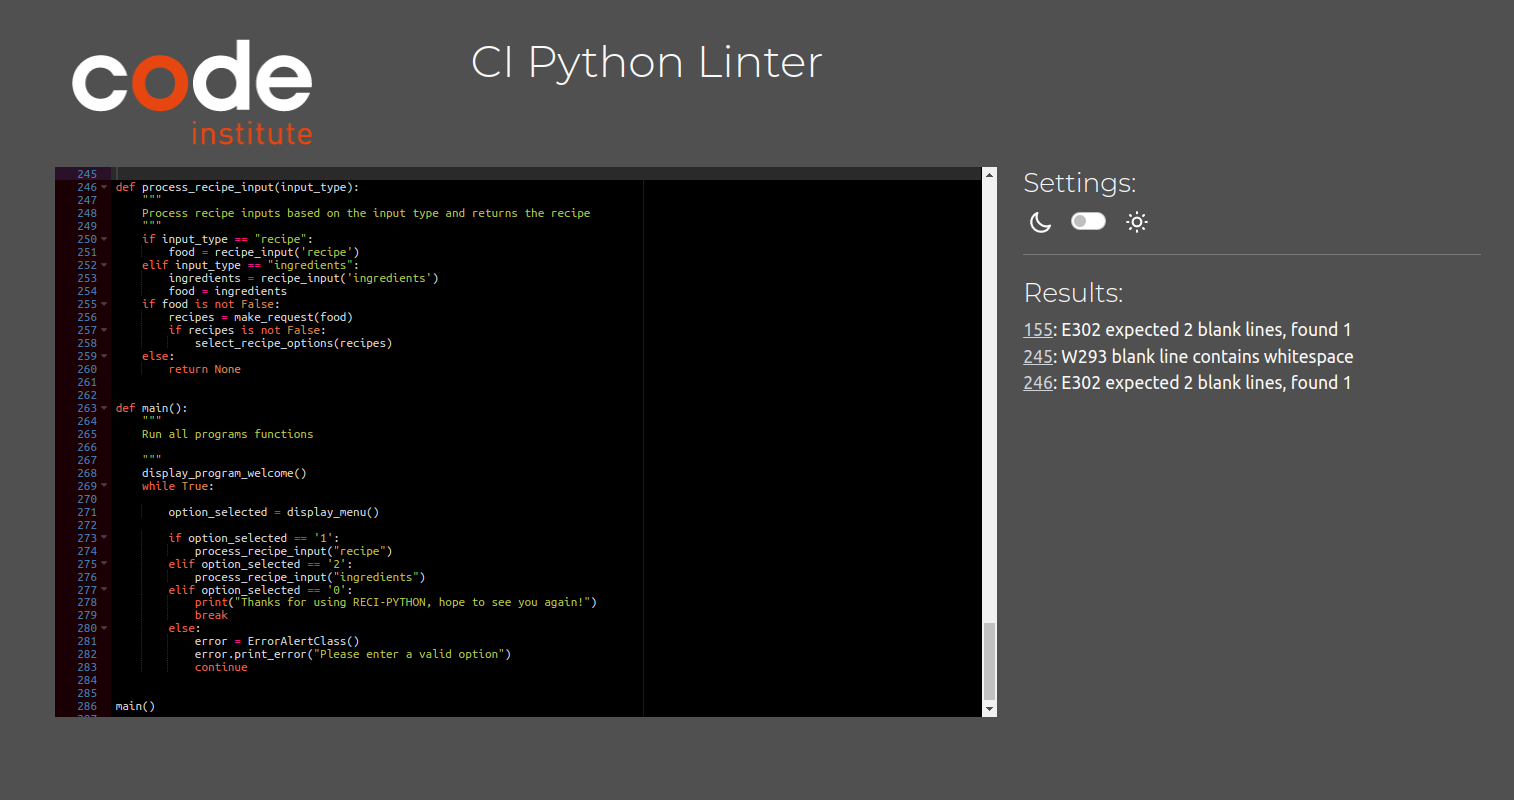 code
institute
CI Python Linter
245
246 def process_recipe_input(input_type):
247     """
248     Process recipe inputs based on the input type and returns the recipe
249     """
250     if input_type == "recipe":
251         food = recipe_input('recipe')
252     elif input_type == "ingredients":
253         ingredients = recipe_input('ingredients')
254         food = ingredients
255     if food is not False:
256         recipes = make_request(food)
257         if recipes is not False:
258             select_recipe_options(recipes)
259     else:
260         return None
261
262
263 def main():
264     """
265     Run all programs functions
266
267     """
268     display_program_welcome()
269     while True:
270
271         option_selected = display_menu()
272
273         if option_selected == '1':
274             process_recipe_input("recipe")
275         elif option_selected == '2':
276             process_recipe_input("ingredients")
277         elif option_selected == '0':
278             print("Thanks for using RECI-PYTHON, hope to see you again!")
279             break
280         else:
281             error = ErrorAlertClass()
282             error.print_error("Please enter a valid option")
283             continue
284
285
286 main()
Settings:
Results:
155: E302 expected 2 blank lines, found 1
245: W293 blank line contains whitespace
246: E302 expected 2 blank lines, found 1